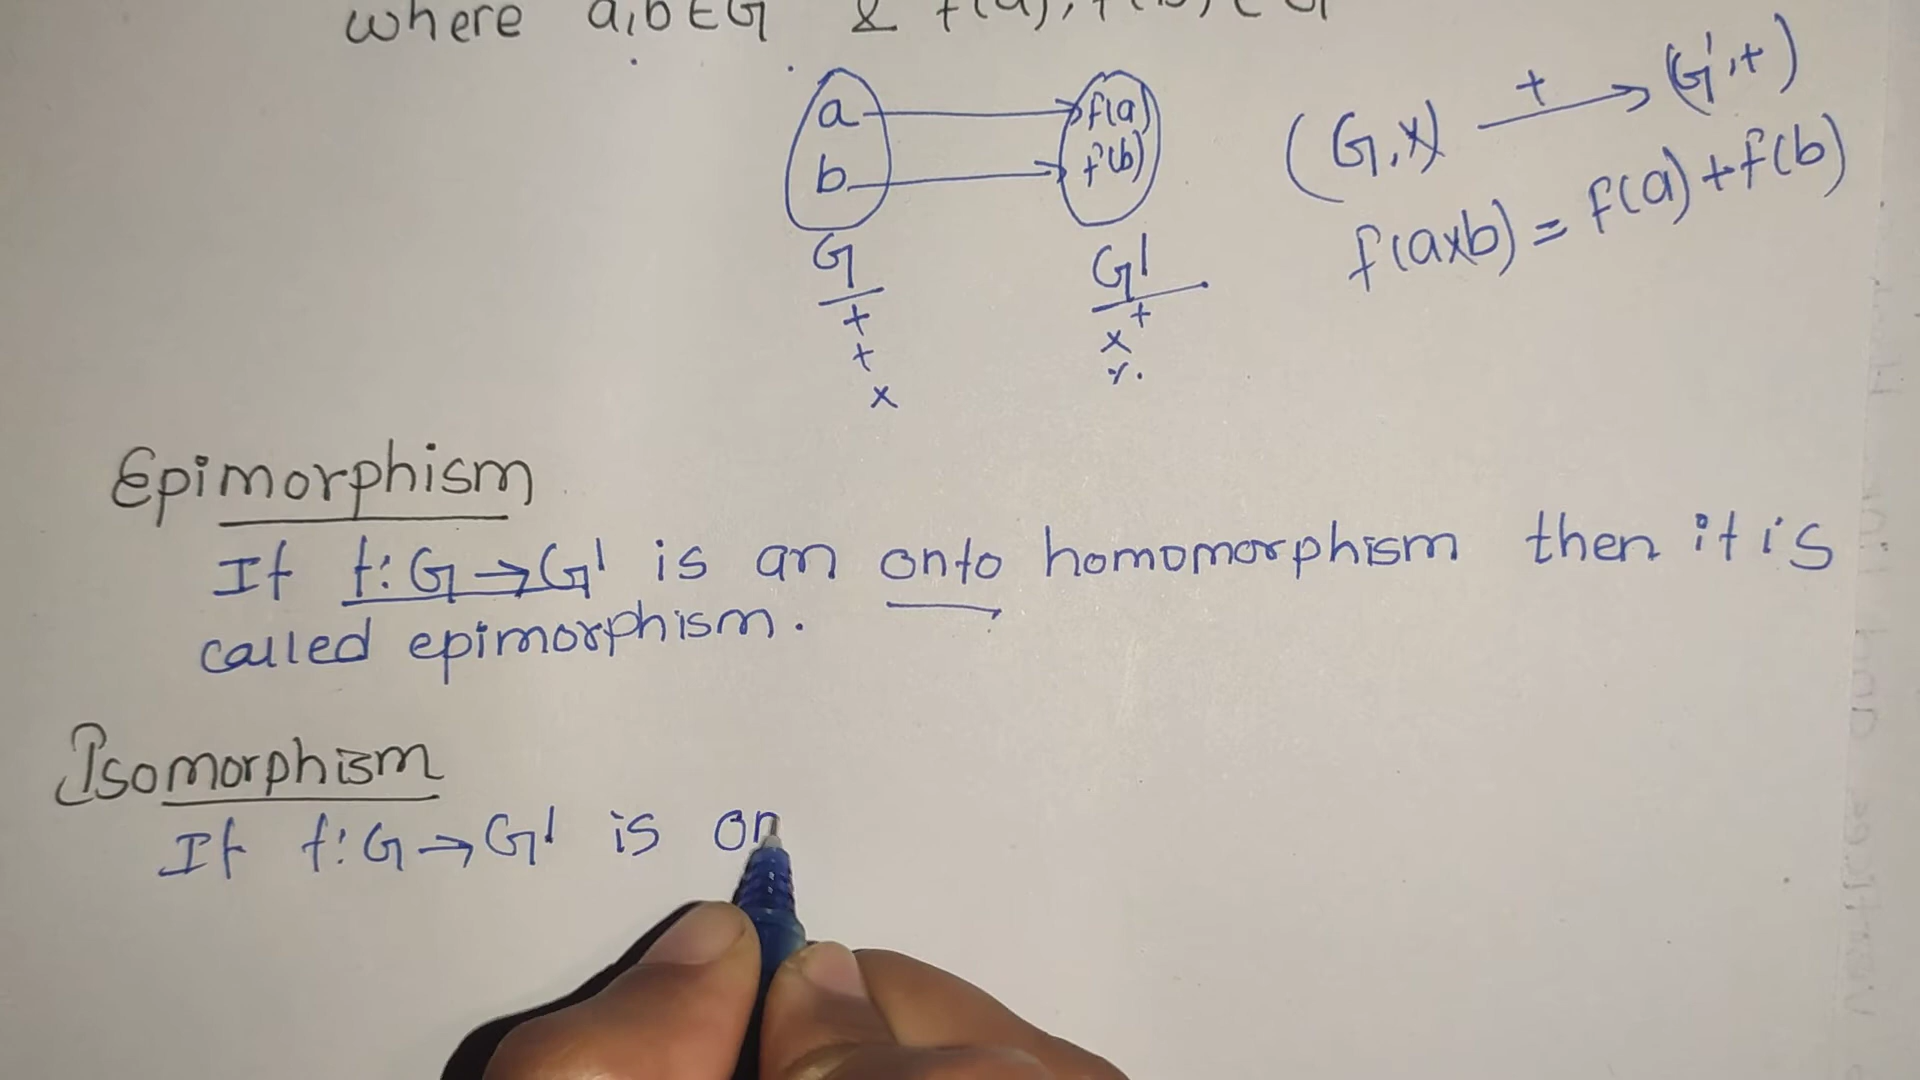 where a,b∈G & f(a), f(b) ∈ G'
a f(a)
b f(b)
G G'
+ +
+ x
x %.
(G,x) + → (G',+)
f(axb) = f(a)+f(b)
Epimorphism
If f:G→G' is an onto homomorphism then it is
called epimorphism.
Isomorphism
If f:G→G' is on